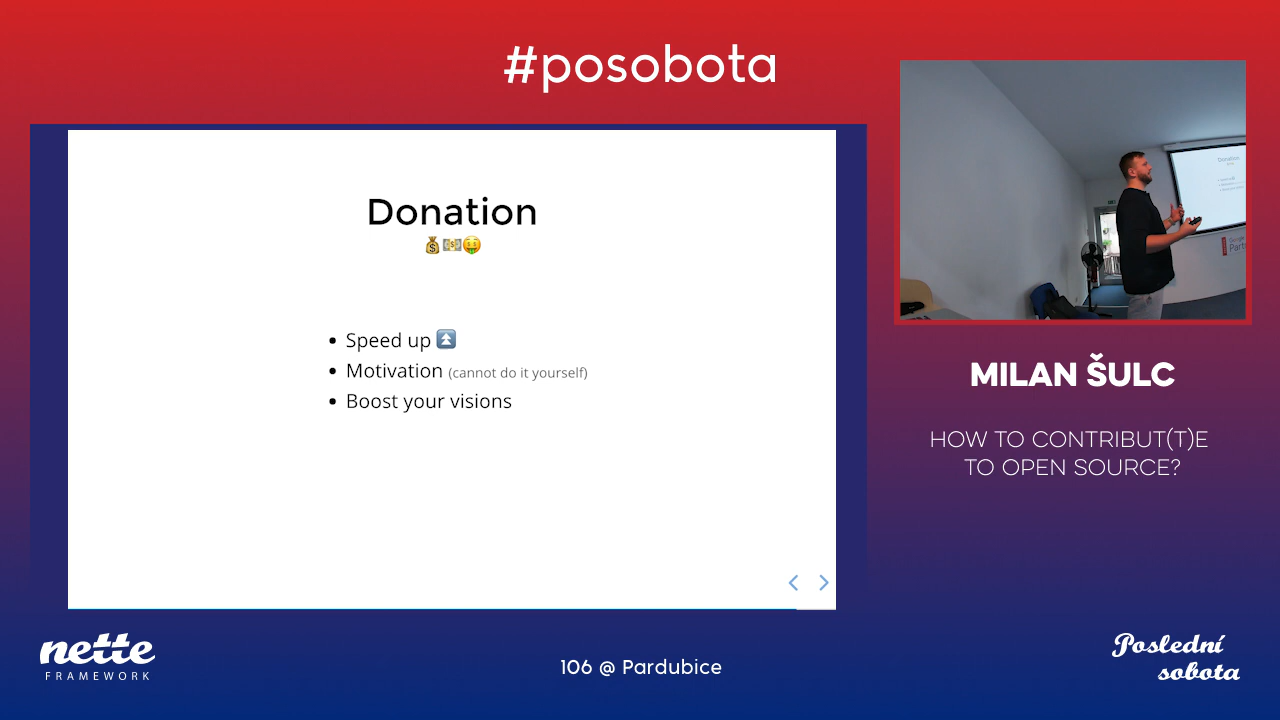 #posobota
Donation
💰💵🤑
• Speed up ⏫
• Motivation (cannot do it yourself)
• Boost your visions
Donation
MILAN ŠULC
HOW TO CONTRIBUT(T)E
TO OPEN SOURCE?
nette
FRAMEWORK
106 @ Pardubice
Poslední
sobota